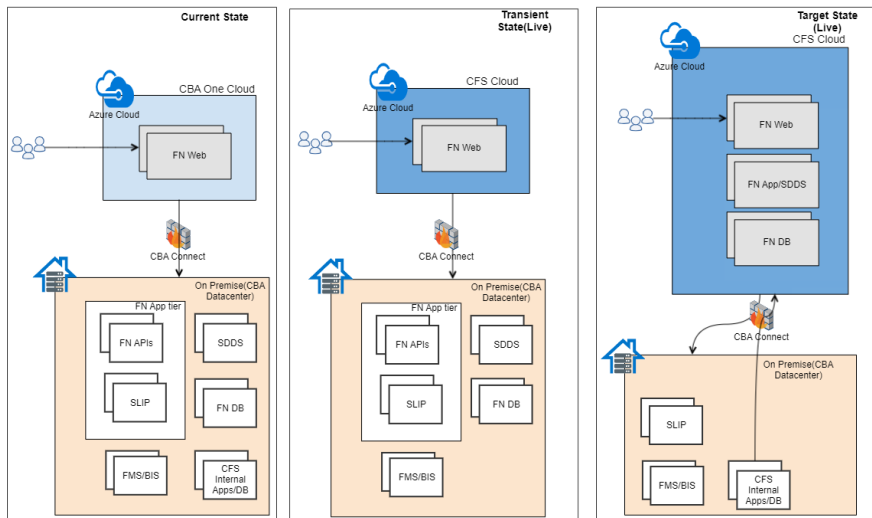 Current State
CBA One Cloud
Azure Cloud
FN Web
CBA Connect
On Premise(CBA
Datacenter)
FN App tier
FN APIs
SDDS
SLIP
FN DB
FMS/BIS
CFS
Internal
Apps/DB
Transient
State(Live)
CFS Cloud
Azure Cloud
FN Web
CBA Connect
On Premise(CBA
Datacenter)
FN App tier
FN APIs
SDDS
SLIP
FN DB
FMS/BIS
Target State
(Live)
CFS Cloud
Azure Cloud
FN Web
FN App/SDDS
FN DB
CBA Connect
On Premise(CBA
Datacenter)
SLIP
FMS/BIS
CFS
Internal
Apps/DB